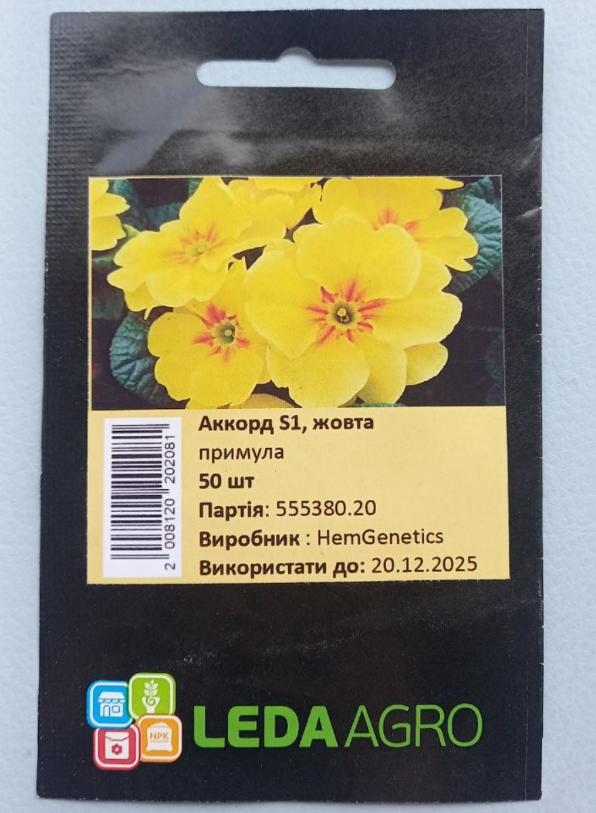 Аккорд S1, жовта
примула
50 шт
Партія: 555380.20
Виробник : HemGenetics
Використати до: 20.12.2025
2 008120 202081
NPK
LEDA AGRO